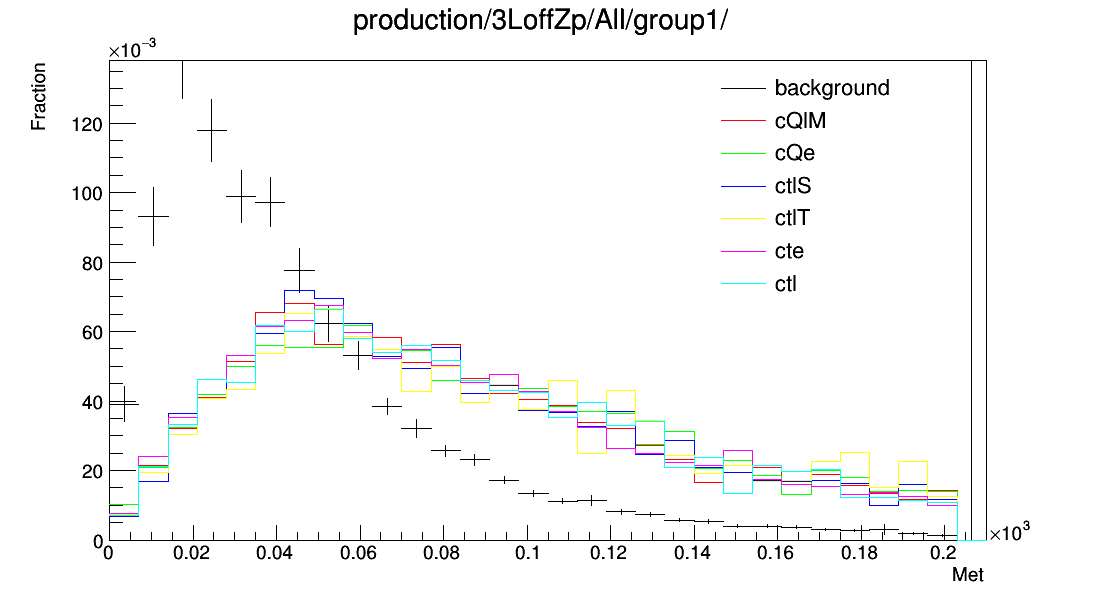 production/3LoffZp/All/group1/
×10⁻³
Fraction
background
cQlM
cQe
ctlS
ctlT
cte
ctl
120
100
80
60
40
20
0
0 0.02 0.04 0.06 0.08 0.1 0.12 0.14 0.16 0.18 0.2
×10³
Met